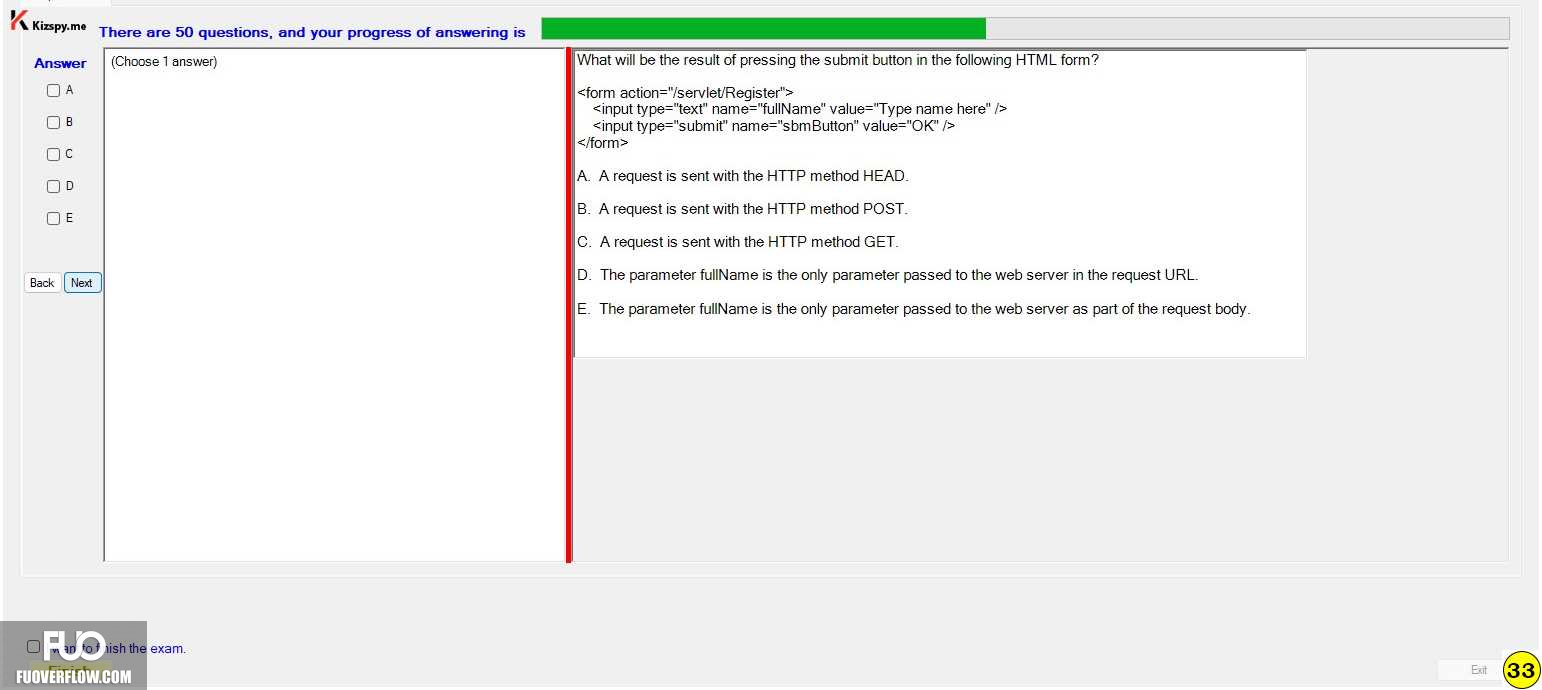 Kizspy.me
There are 50 questions, and your progress of answering is
Answer
(Choose 1 answer)
A
B
C
D
E
Back
Next
What will be the result of pressing the submit button in the following HTML form?
<form action="/servlet/Register">
<input type="text" name="fullName" value="Type name here" />
<input type="submit" name="sbmButton" value="OK" />
</form>
A. A request is sent with the HTTP method HEAD.
B. A request is sent with the HTTP method POST.
C. A request is sent with the HTTP method GET.
D. The parameter fullName is the only parameter passed to the web server in the request URL.
E. The parameter fullName is the only parameter passed to the web server as part of the request body.
FUO
want to finish the exam.
Finish
FUOVERFLOW.COM
Exit
33